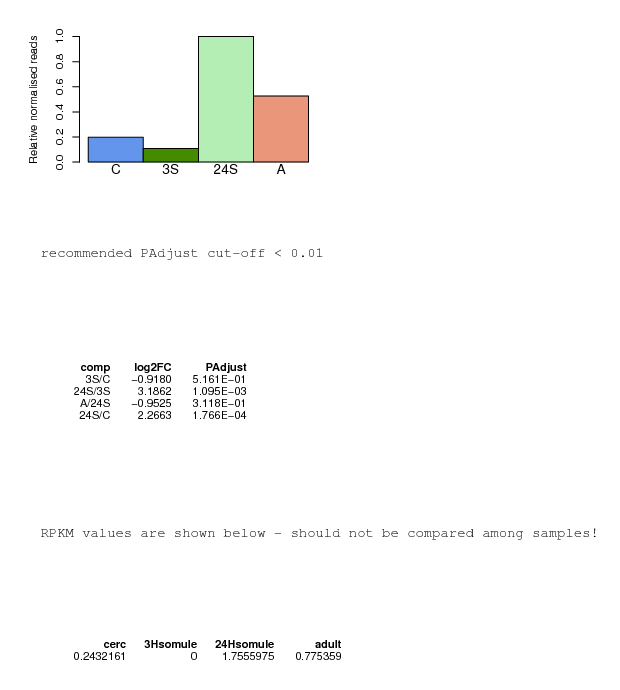 Relative normalised reads
1.0
0.8
0.6
0.4
0.2
0.0
C 3S 24S A
recommended PAdjust cut-off < 0.01
comp log2FC PAdjust
3S/C −0.9180 5.161E−01
24S/3S 3.1862 1.095E−03
A/24S −0.9525 3.118E−01
24S/C 2.2663 1.766E−04
RPKM values are shown below - should not be compared among samples!
cerc 3Hsomule 24Hsomule adult
0.2432161 0 1.7555975 0.775359